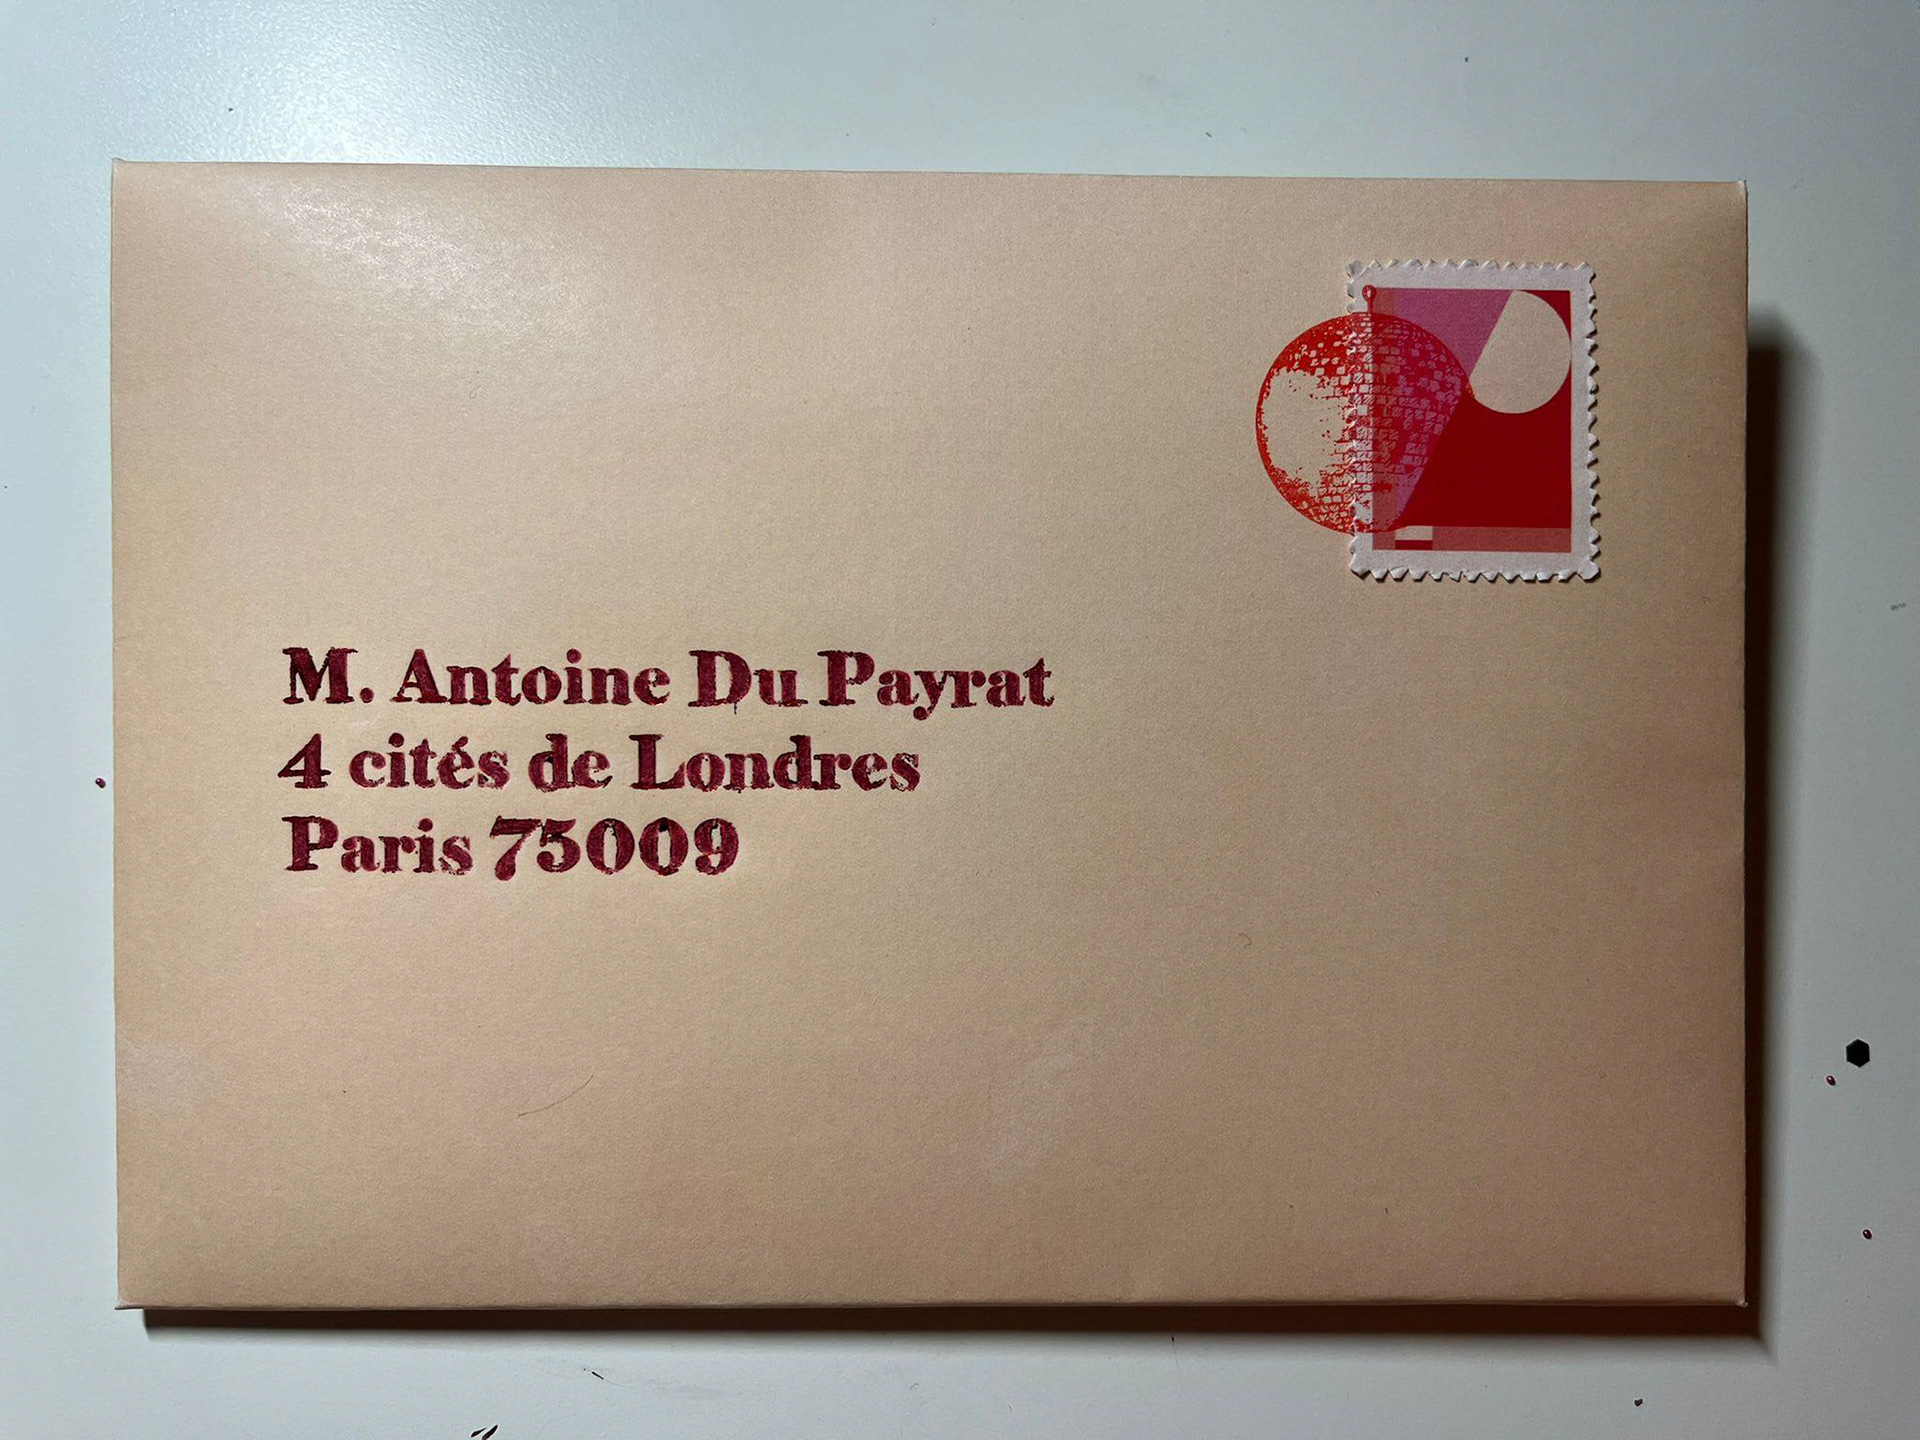 M. Antoine Du Payrat
4 cités de Londres
Paris 75009